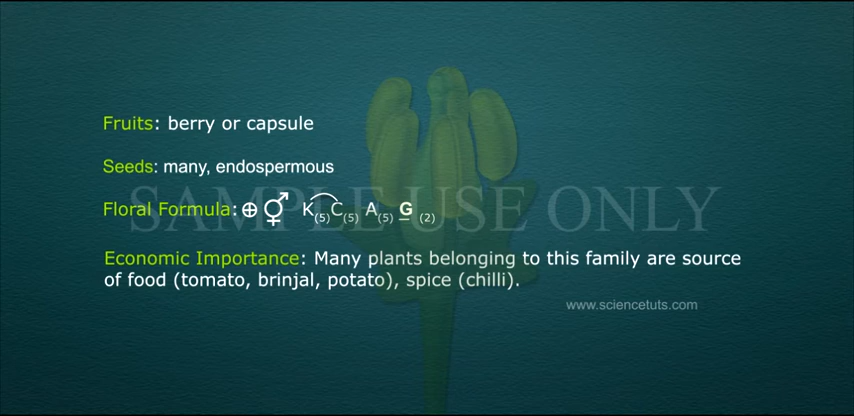 Fruits: berry or capsule
Seeds: many, endospermous
SAMPLE USE ONLY
Floral Formula: ⊕ ⚥ K(5)C(5) A(5) G (2)
Economic Importance: Many plants belonging to this family are source
of food (tomato, brinjal, potato), spice (chilli).
www.sciencetuts.com